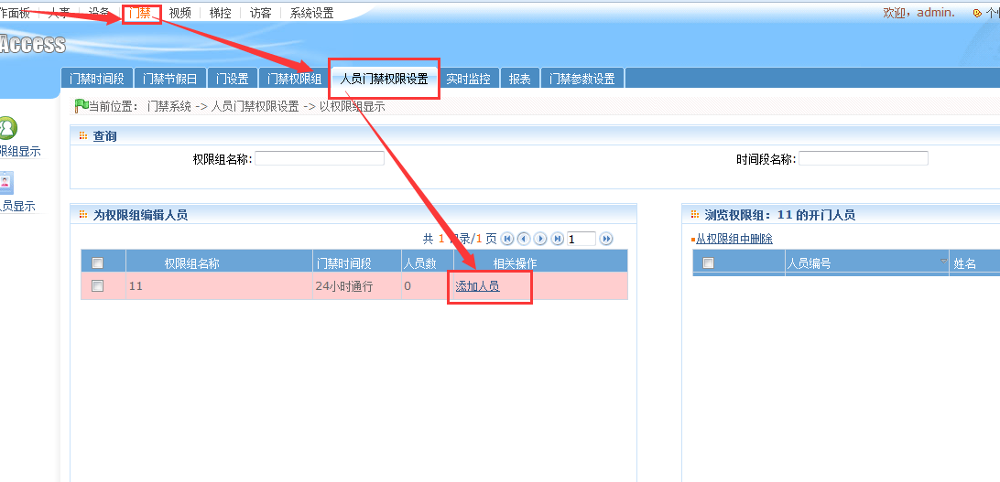 作面板 人事 设备 门禁 视频 梯控 访客 系统设置 欢迎，admin.
Access
门禁时间段 门禁节假日 门设置 门禁权限组 人员门禁权限设置 实时监控 报表 门禁参数设置
当前位置： 门禁系统 -> 人员门禁权限设置 -> 以权限组显示
查询
限组显示
权限组名称: 时间段名称:
员显示
为权限组编辑人员 浏览权限组：11 的开门人员
共 1 记录/1 页 1 从权限组中删除
权限组名称 门禁时间段 人员数 相关操作 人员编号 姓名
11 24小时通行 0 添加人员